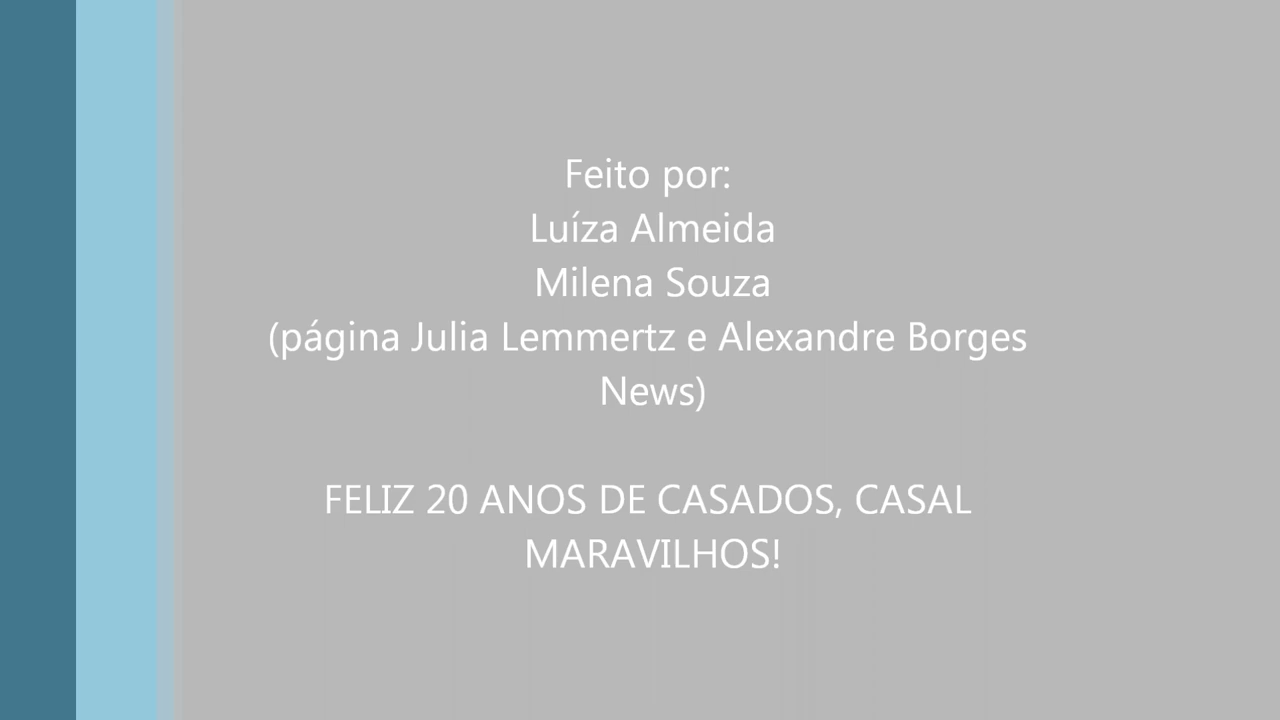 Feito por:
Luíza Almeida
Milena Souza
(página Julia Lemmertz e Alexandre Borges
News)
FELIZ 20 ANOS DE CASADOS, CASAL
MARAVILHOS!